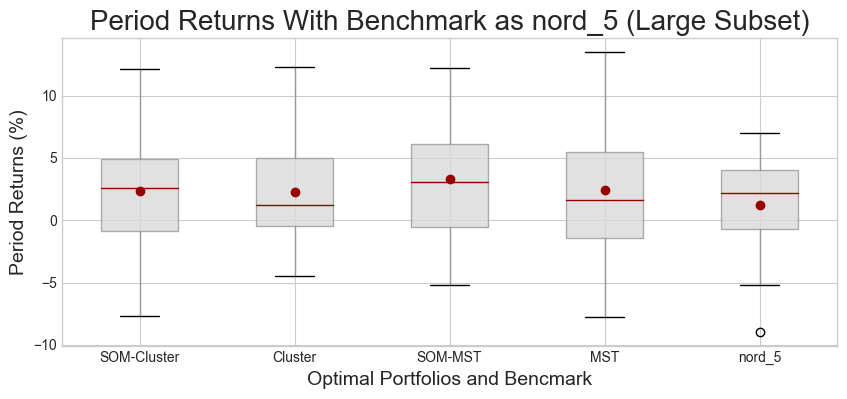 Period Returns With Benchmark as nord_5 (Large Subset)
Period Returns (%)
10
5
0
−5
−10
SOM-Cluster Cluster SOM-MST MST nord_5
Optimal Portfolios and Bencmark